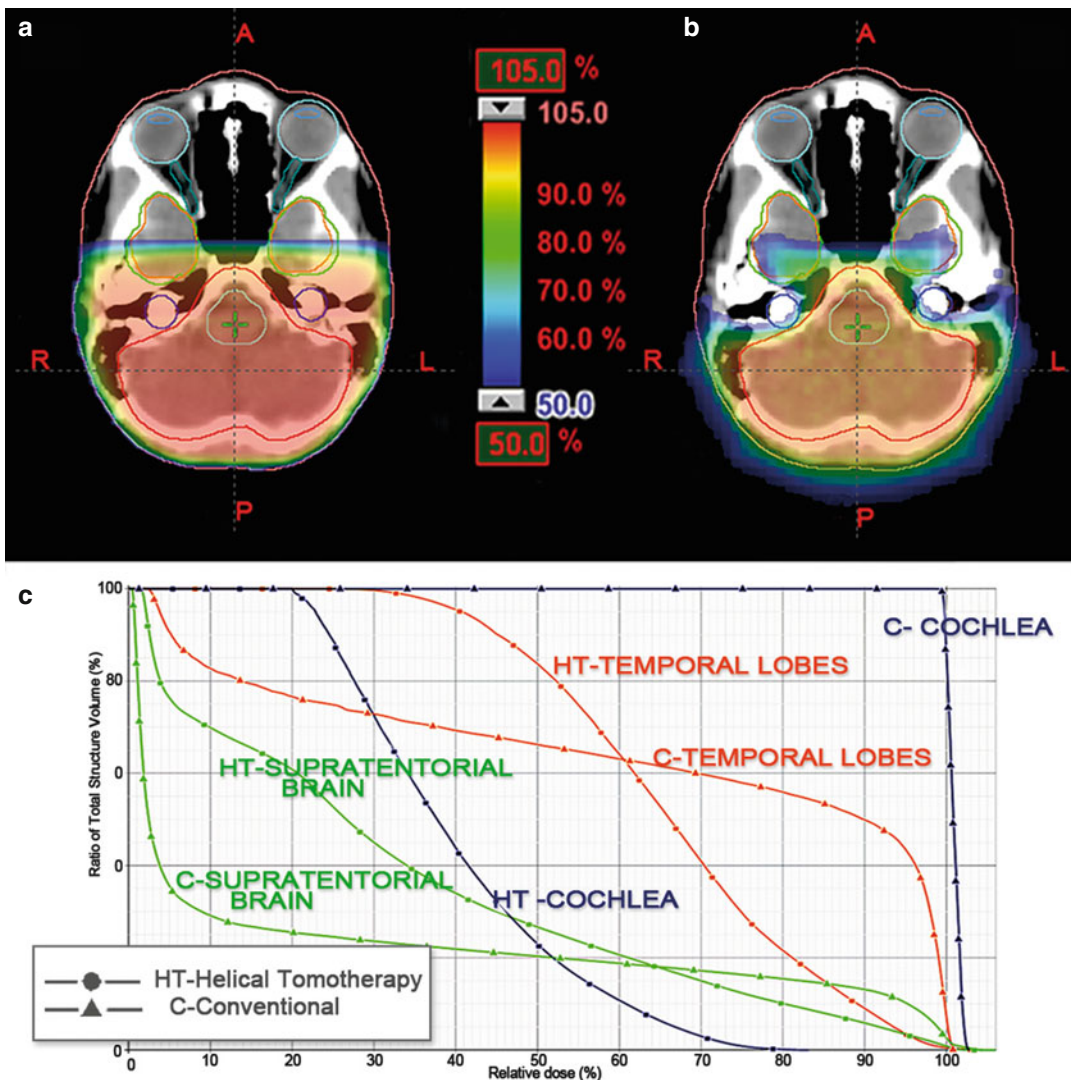 a
A
R
L
P
105.0 %
105.0
90.0 %
80.0 %
70.0 %
60.0 %
50.0
50.0 %
b
A
R
L
P
c
Ratio of Total Structure Volume (%)
100
80
0
0
0
C- COCHLEA
HT-TEMPORAL LOBES
C-TEMPORAL LOBES
HT-SUPRATENTORIAL
BRAIN
C-SUPRATENTORIAL
BRAIN
HT -COCHLEA
HT-Helical Tomotherapy
C-Conventional
0 10 20 30 40 50 60 70 80 90 100
Relative dose (%)